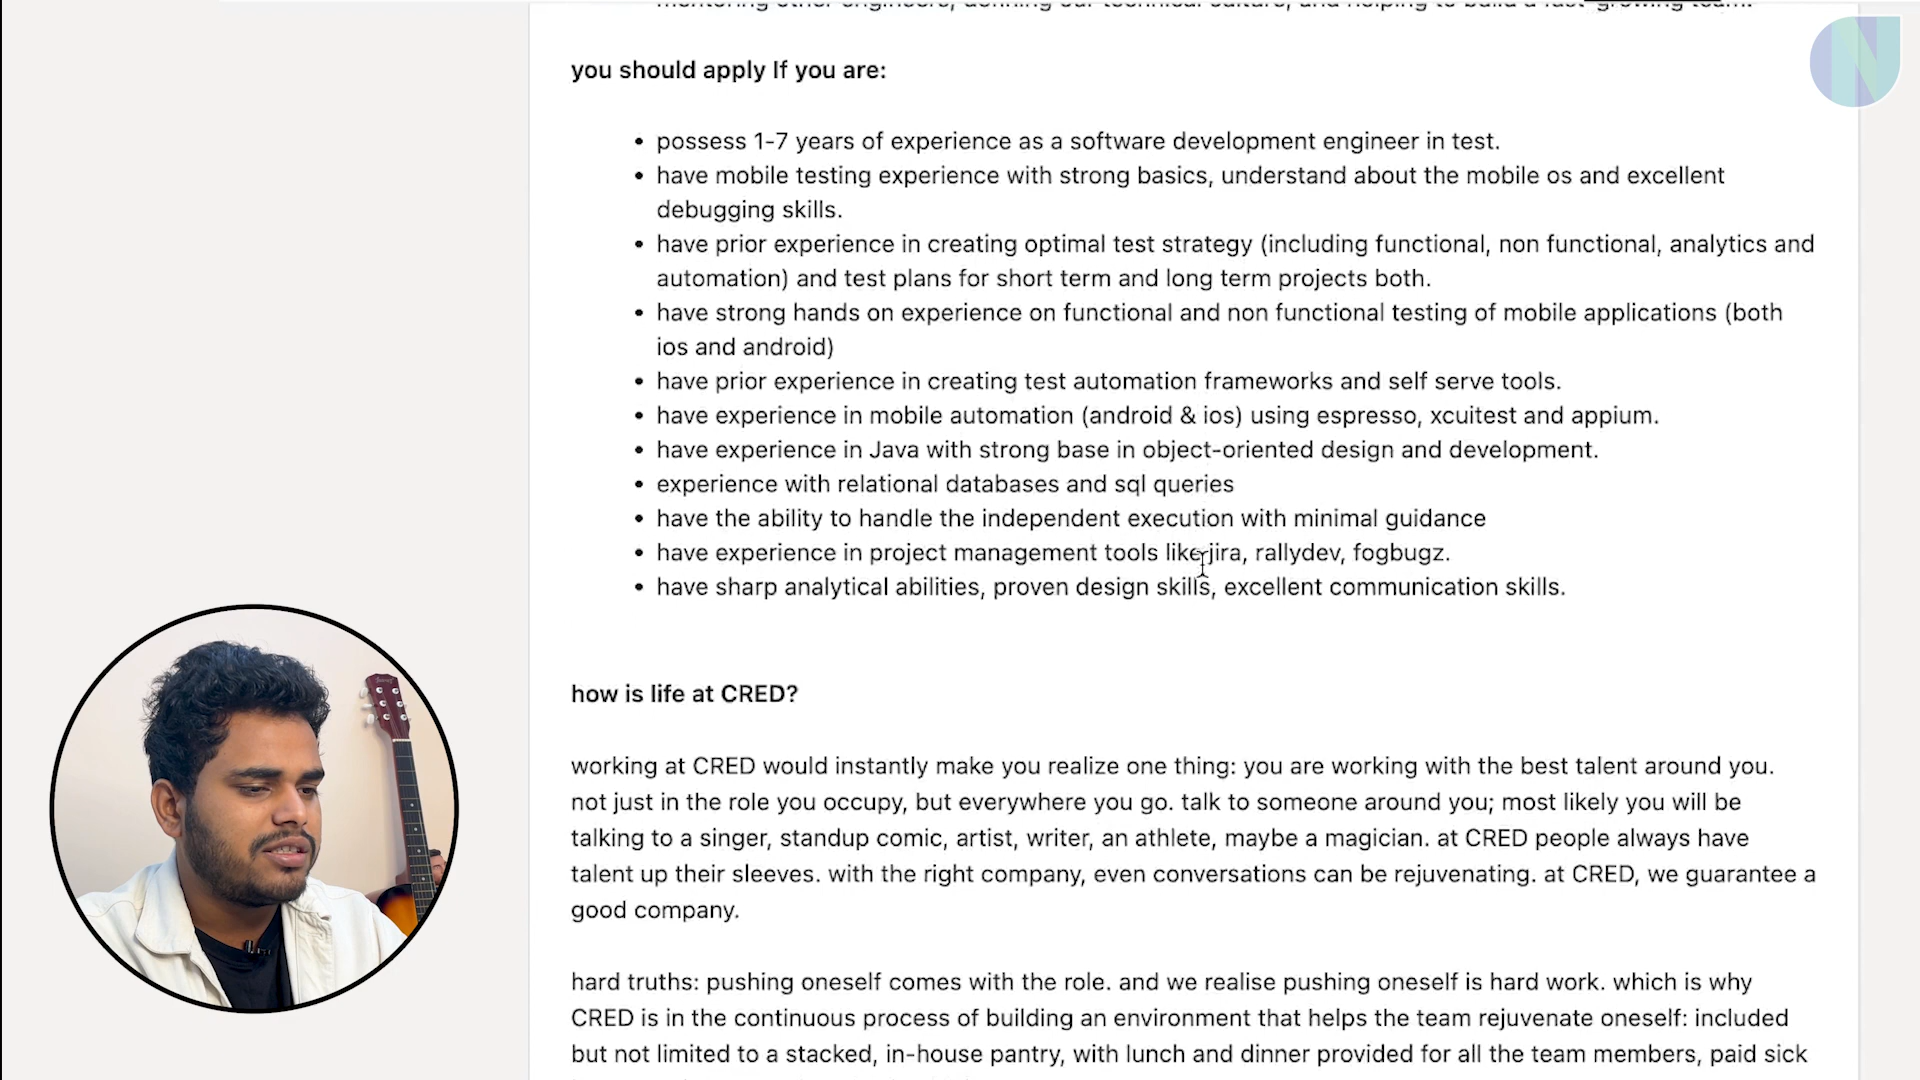 mentoring other engineers, defining our technical culture, and helping to build a fast-growing team.
you should apply If you are:
• possess 1-7 years of experience as a software development engineer in test.
• have mobile testing experience with strong basics, understand about the mobile os and excellent
debugging skills.
• have prior experience in creating optimal test strategy (including functional, non functional, analytics and
automation) and test plans for short term and long term projects both.
• have strong hands on experience on functional and non functional testing of mobile applications (both
ios and android)
• have prior experience in creating test automation frameworks and self serve tools.
• have experience in mobile automation (android & ios) using espresso, xcuitest and appium.
• have experience in Java with strong base in object-oriented design and development.
• experience with relational databases and sql queries
• have the ability to handle the independent execution with minimal guidance
• have experience in project management tools like jira, rallydev, fogbugz.
• have sharp analytical abilities, proven design skills, excellent communication skills.
how is life at CRED?
working at CRED would instantly make you realize one thing: you are working with the best talent around you.
not just in the role you occupy, but everywhere you go. talk to someone around you; most likely you will be
talking to a singer, standup comic, artist, writer, an athlete, maybe a magician. at CRED people always have
talent up their sleeves. with the right company, even conversations can be rejuvenating. at CRED, we guarantee a
good company.
hard truths: pushing oneself comes with the role. and we realise pushing oneself is hard work. which is why
CRED is in the continuous process of building an environment that helps the team rejuvenate oneself: included
but not limited to a stacked, in-house pantry, with lunch and dinner provided for all the team members, paid sick